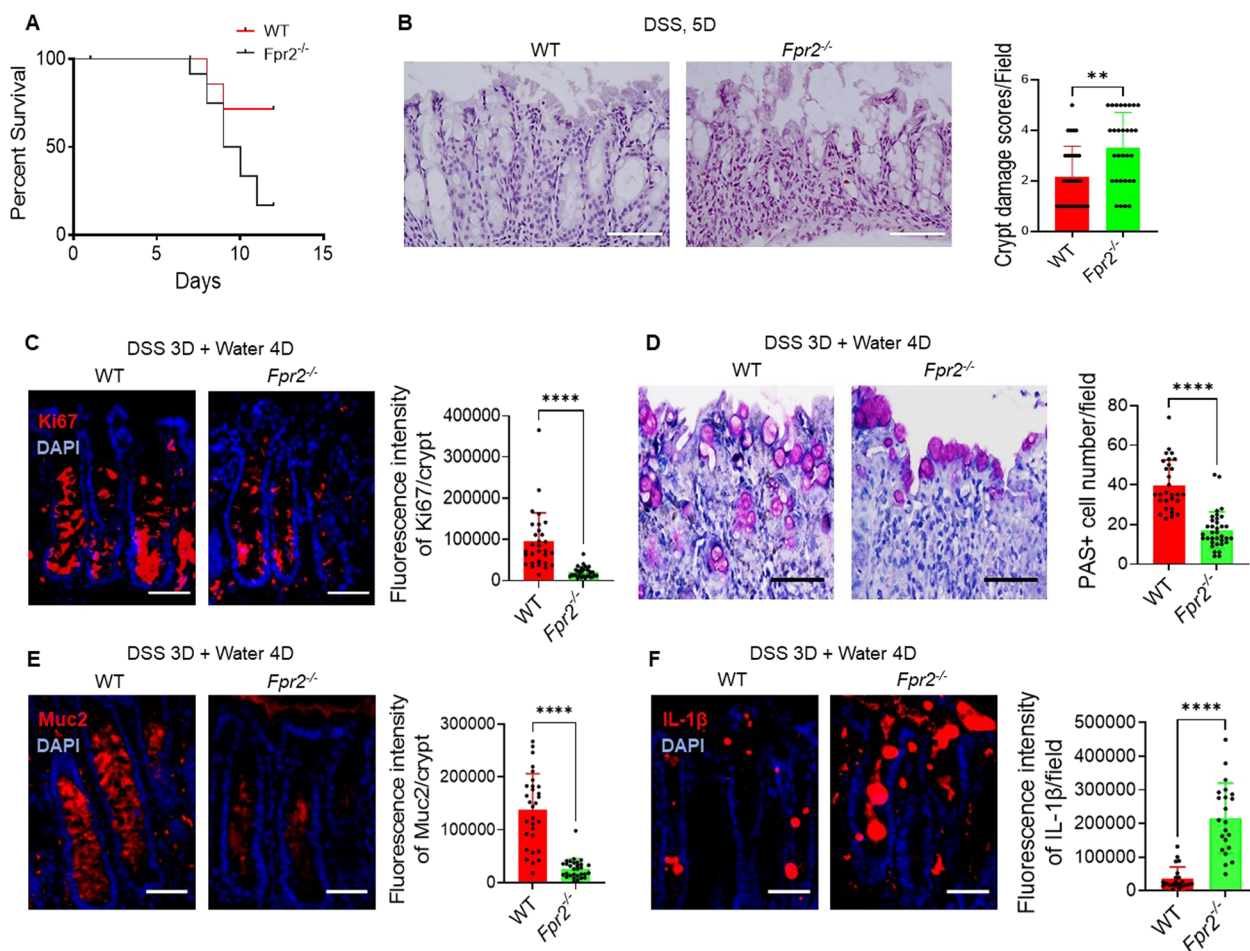 A
WT
Fpr2-/-
Percent Survival
100
50
0
0
5
10
15
Days
B
DSS, 5D
WT
Fpr2-/-
Crypt damage scores/Field
6
4
2
0
**
WT
Fpr2-/-
C
DSS 3D + Water 4D
WT
Fpr2-/-
Ki67
DAPI
Fluorescence intensity
of Ki67/crypt
400000
300000
200000
100000
0
****
WT
Fpr2-/-
D
DSS 3D + Water 4D
WT
Fpr2-/-
PAS+ cell number/field
80
60
40
20
0
****
WT
Fpr2-/-
E
DSS 3D + Water 4D
WT
Fpr2-/-
Muc2
DAPI
Fluorescence intensity
of Muc2/crypt
300000
200000
100000
0
****
WT
Fpr2-/-
F
DSS 3D + Water 4D
WT
Fpr2-/-
IL-1β
DAPI
Fluorescence intensity
of IL-1β/field
500000
400000
300000
200000
100000
0
****
WT
Fpr2-/-